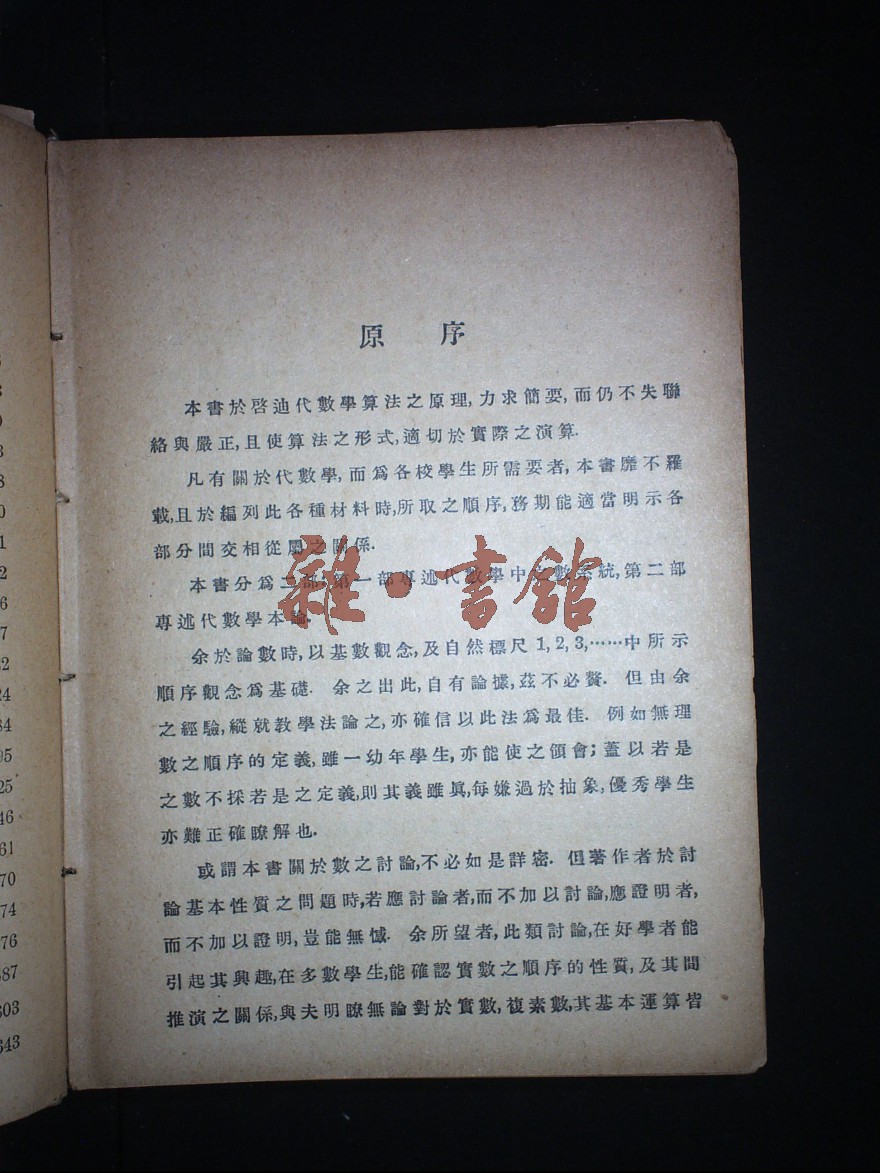 原序
本書於啓迪代數學算法之原理,力求簡要,而仍不失聯
絡與嚴正,且使算法之形式,適切於實際之演算.
凡有關於代數學,而爲各校學生所需要者,本書靡不羅
載,且於編列此各種材料時,所取之順序,務期能適當明示各
部分間交相從屬之關係.
本書分爲二部,第一部專述代數學中之數系統,第二部
專述代數學本論.
雜·書館
余於論數時,以基數觀念,及自然標尺1,2,3,……中所示
順序觀念爲基礎. 余之出此,自有論據,茲不必贅. 但由余
之經驗,縱就教學法論之,亦確信以此法爲最佳. 例如無理
數之順序的定義,雖一幼年學生,亦能使之領會;蓋以若是
之數不採若是之定義,則其義雖眞,每嫌過於抽象,優秀學生
亦難正確瞭解也.
或謂本書關於數之討論,不必如是詳密. 但著作者於討
論基本性質之問題時,若應討論者,而不加以討論,應證明者,
而不加以證明,豈能無憾. 余所望者,此類討論,在好學者能
引起其興趣,在多數學生,能確認實數之順序的性質,及其間
推演之關係,與夫明瞭無論對於實數,複素數,其基本運算皆
22
24
34
95
25
46
61
70
74
76
387
303
343